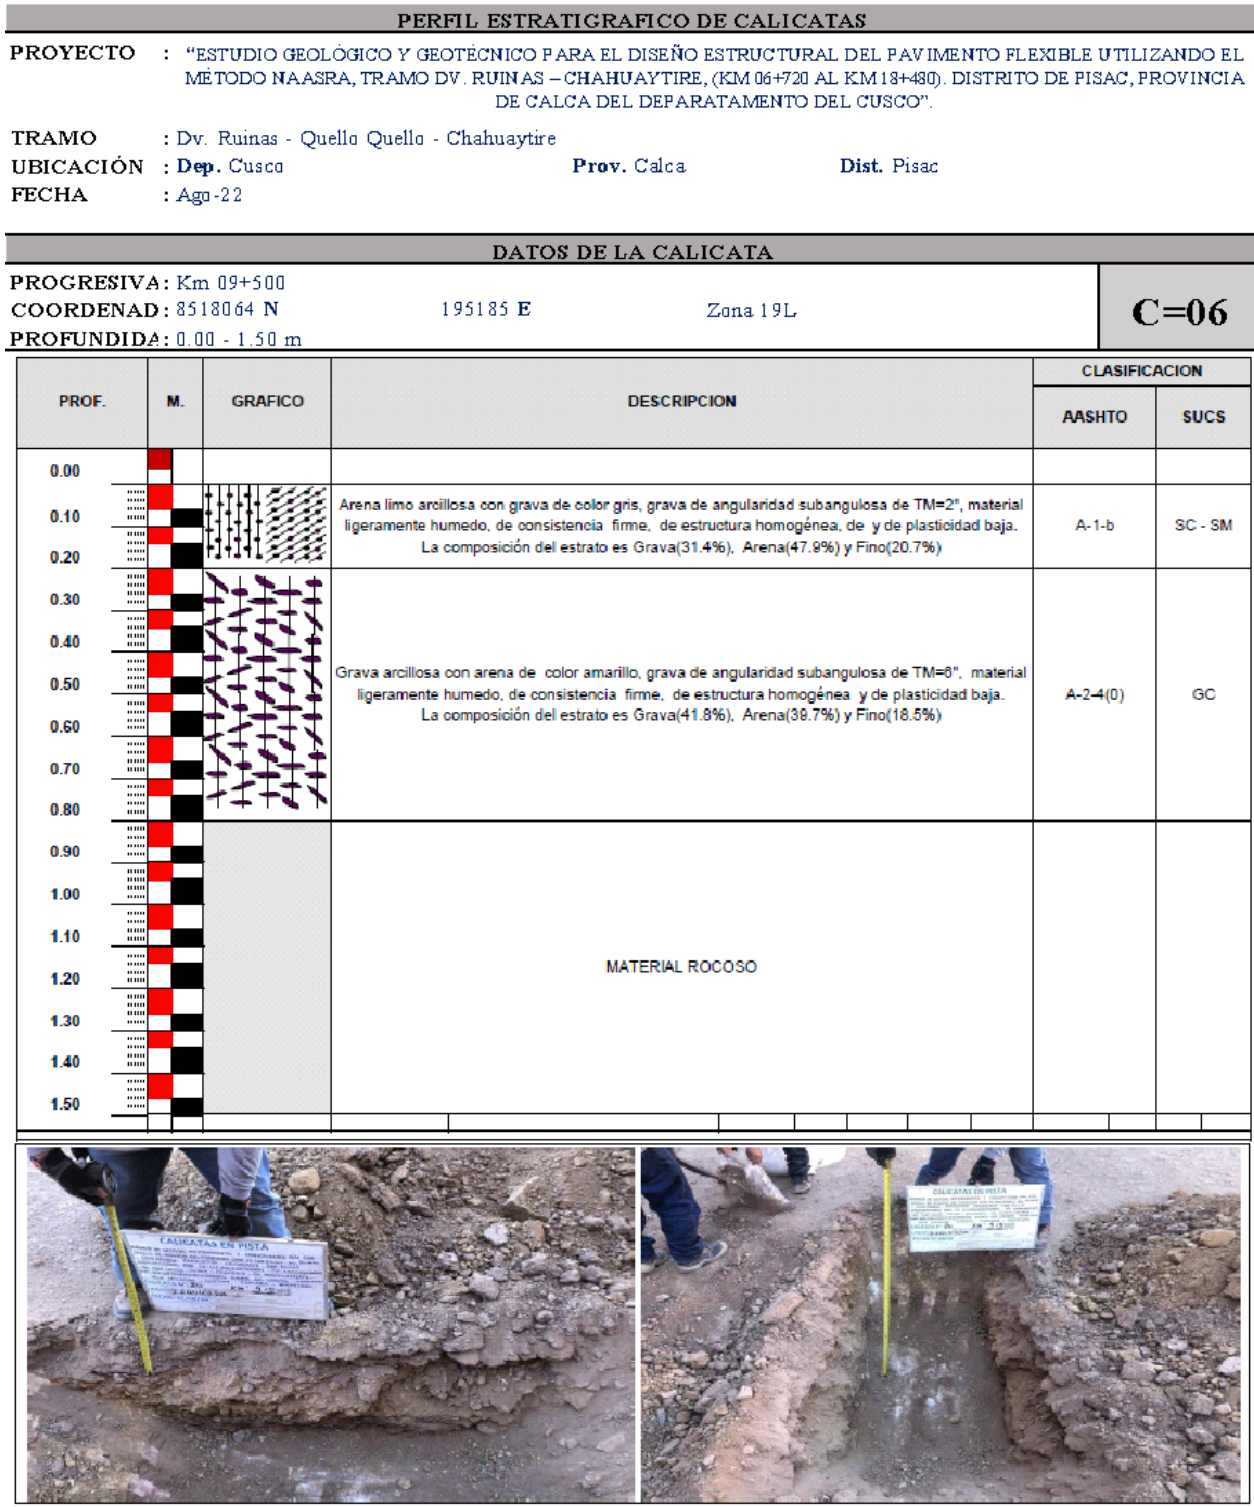 PERFIL ESTRATIGRAFICO DE CALICATAS
PROYECTO : “ESTUDIO GEOLÓGICO Y GEOTÉCNICO PARA EL DISEÑO ESTRUCTURAL DEL PAVIMENTO FLEXIBLE UTILIZANDO EL
MÉTODO NAASRA, TRAMO DV. RUINAS – CHAHUAYTIRE, (KM 06+720 AL KM 18+480). DISTRITO DE PISAC, PROVINCIA
DE CALCA DEL DEPARATAMENTO DEL CUSCO”.
TRAMO : Dv. Ruinas - Quello Quello - Chahuaytire
UBICACIÓN : Dep. Cusco Prov. Calca Dist. Pisac
FECHA : Ago-22
DATOS DE LA CALICATA
PROGRESIVA: Km 09+500
COORDENAD: 8518064 N 195185 E Zona 19L
PROFUNDIDA: 0.00 - 1.50 m
C=06
PROF. M. GRAFICO DESCRIPCION CLASIFICACION
AASHTO SUCS
0.00
0.10
0.20
Arena limo arcillosa con grava de color gris, grava de angularidad subangulosa de TM=2", material
ligeramente humedo, de consistencia firme, de estructura homogénea, de y de plasticidad baja.
La composición del estrato es Grava(31.4%), Arena(47.9%) y Fino(20.7%)
A-1-b SC - SM
0.30
0.40
0.50
0.60
0.70
0.80
Grava arcillosa con arena de color amarillo, grava de angularidad subangulosa de TM=6", material
ligeramente humedo, de consistencia firme, de estructura homogénea y de plasticidad baja.
La composición del estrato es Grava(41.8%), Arena(39.7%) y Fino(18.5%)
A-2-4(0) GC
0.90
1.00
1.10
1.20
1.30
1.40
1.50
MATERIAL ROCOSO
CALICATAS EN PISTA
CALICATAS EN PISTA